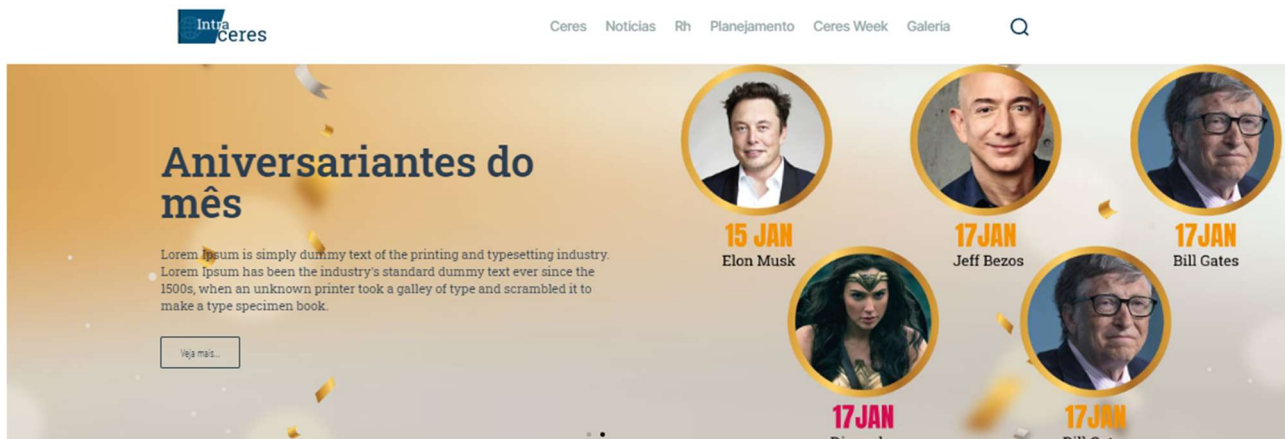 Intra
ceres
Ceres Noticias Rh Planejamento Ceres Week Galeria
Aniversariantes do
mês
Lorem Ipsum is simply dummy text of the printing and typesetting industry.
Lorem Ipsum has been the industry's standard dummy text ever since the
1500s, when an unknown printer took a galley of type and scrambled it to
make a type specimen book.
Veja mais...
15 JAN
Elon Musk
17JAN
Jeff Bezos
17JAN
Bill Gates
17JAN
17JAN
Bill Gates